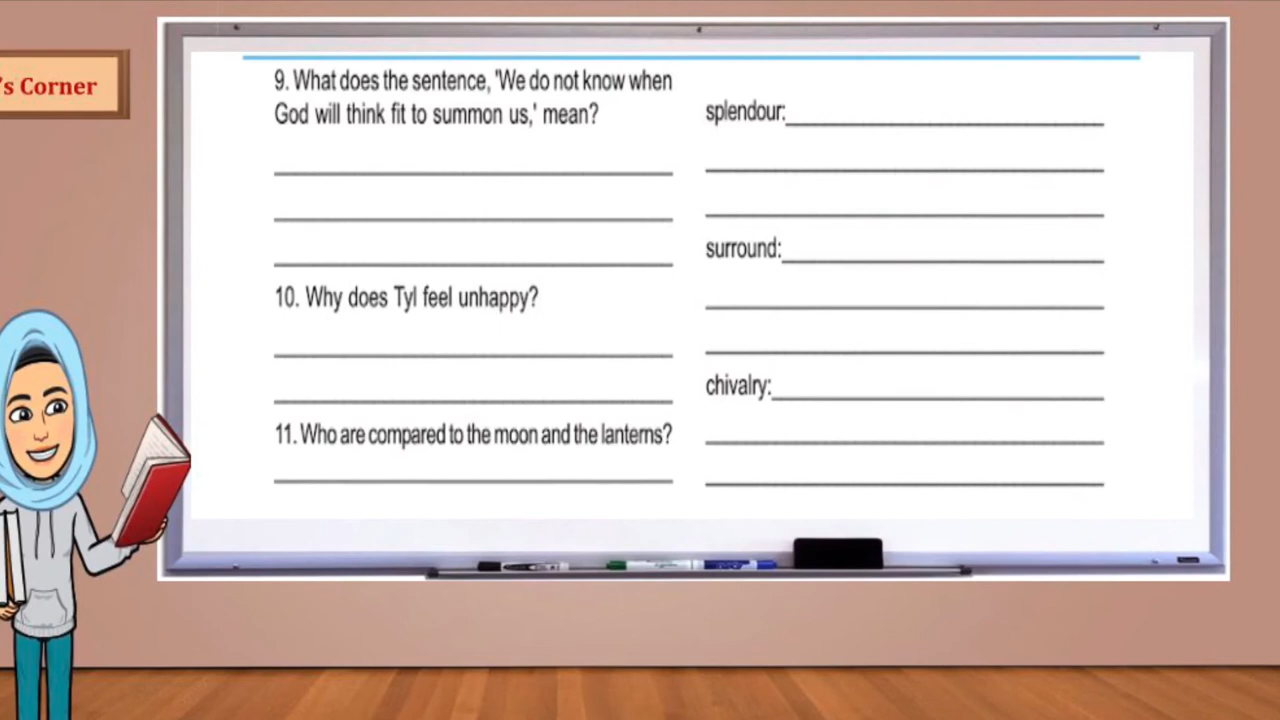 's Corner
9. What does the sentence, 'We do not know when
God will think fit to summon us,' mean?
10. Why does Tyl feel unhappy?
11. Who are compared to the moon and the lanterns?
splendour:
surround:
chivalry: